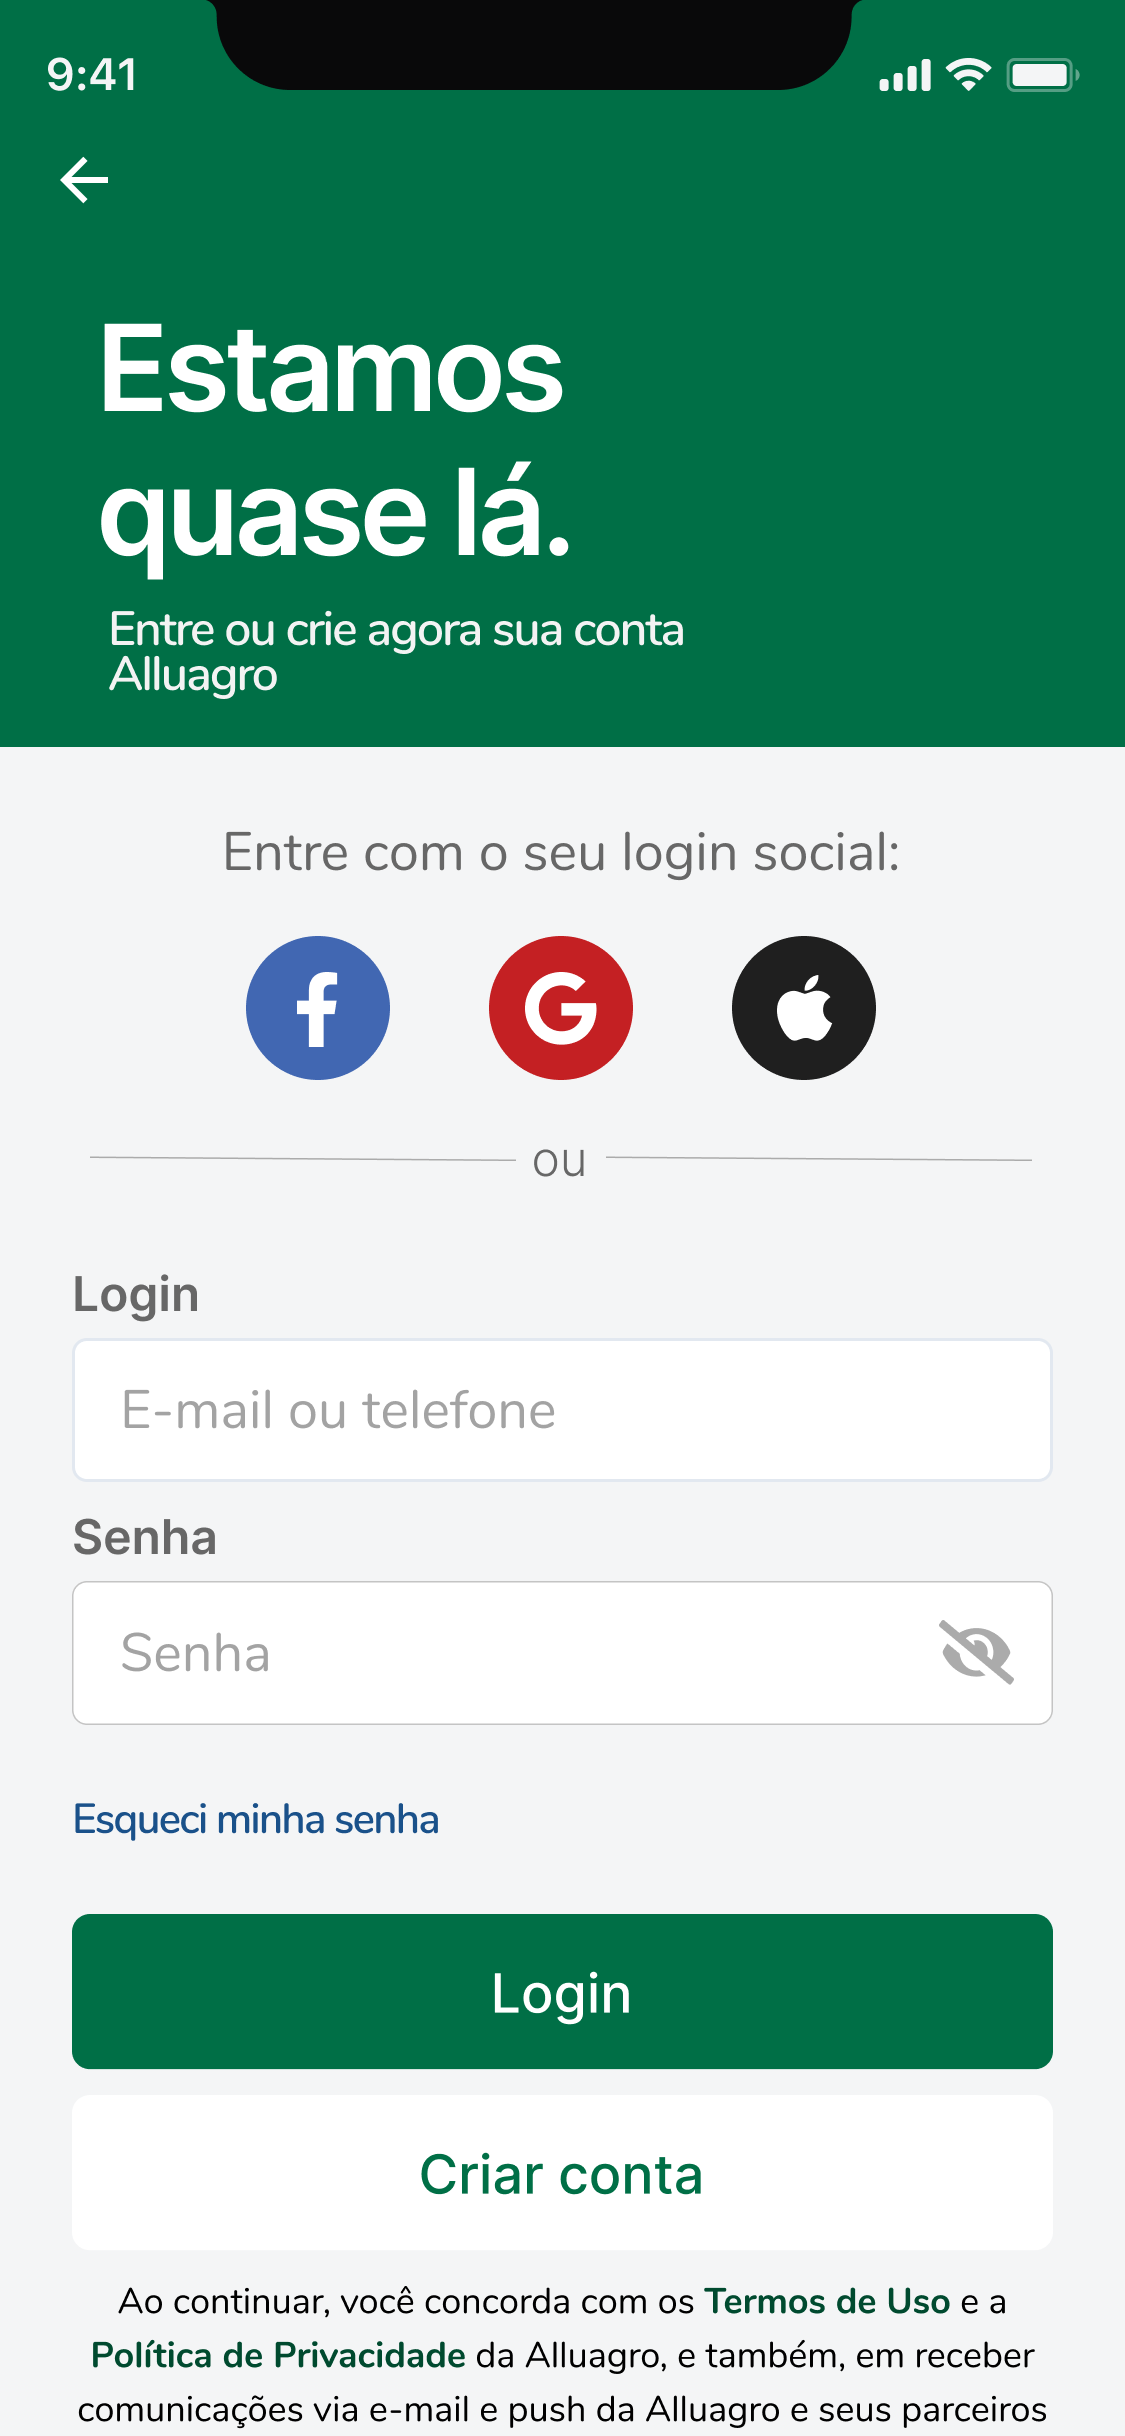 9:41
Estamos
quase lá.
Entre ou crie agora sua conta
Alluagro
Entre com o seu login social:
ou
Login
E-mail ou telefone
Senha
Senha
Esqueci minha senha
Login
Criar conta
Ao continuar, você concorda com os Termos de Uso e a
Política de Privacidade da Alluagro, e também, em receber
comunicações via e-mail e push da Alluagro e seus parceiros